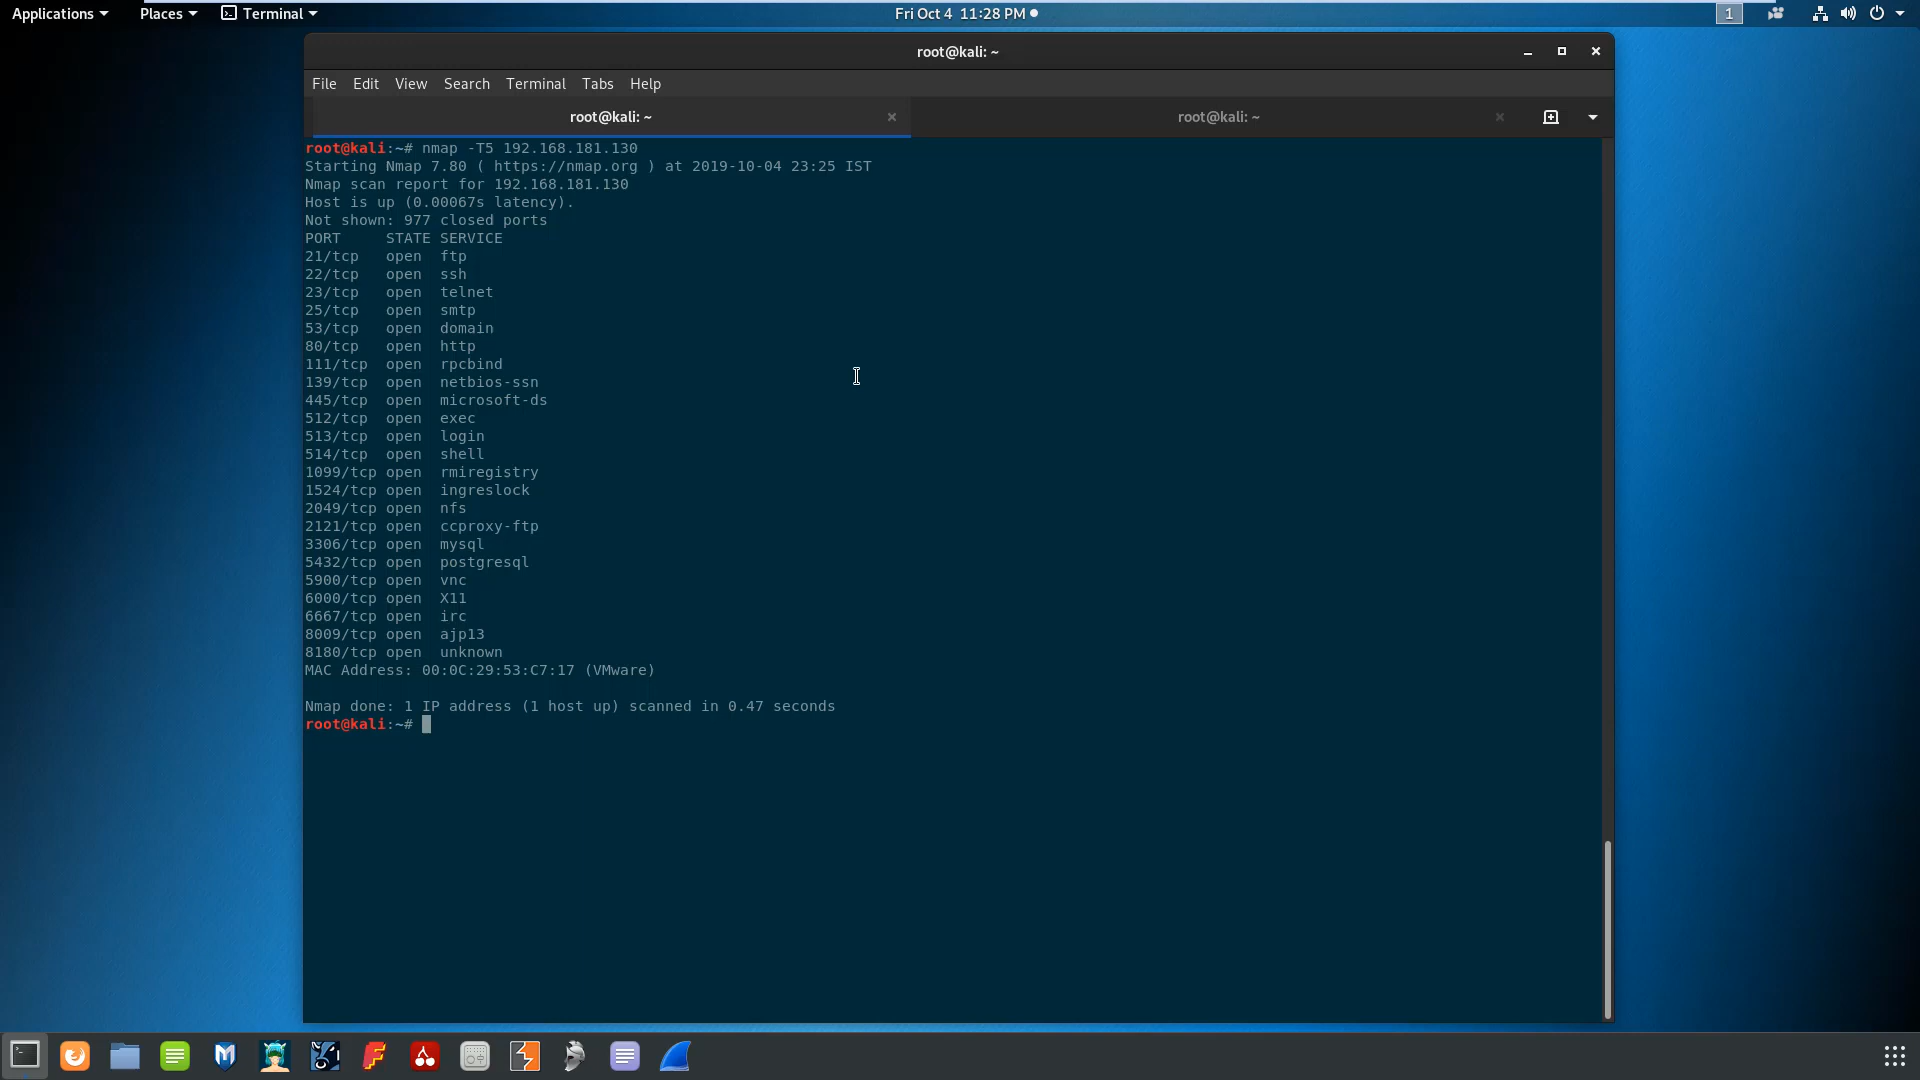 Applications Places Terminal Fri Oct 4 11:28 PM 1
root@kali: ~
File Edit View Search Terminal Tabs Help
root@kali: ~ root@kali: ~
root@kali:~# nmap -T5 192.168.181.130
Starting Nmap 7.80 ( https://nmap.org ) at 2019-10-04 23:25 IST
Nmap scan report for 192.168.181.130
Host is up (0.00067s latency).
Not shown: 977 closed ports
PORT     STATE SERVICE
21/tcp   open  ftp
22/tcp   open  ssh
23/tcp   open  telnet
25/tcp   open  smtp
53/tcp   open  domain
80/tcp   open  http
111/tcp  open  rpcbind
139/tcp  open  netbios-ssn
445/tcp  open  microsoft-ds
512/tcp  open  exec
513/tcp  open  login
514/tcp  open  shell
1099/tcp open  rmiregistry
1524/tcp open  ingreslock
2049/tcp open  nfs
2121/tcp open  ccproxy-ftp
3306/tcp open  mysql
5432/tcp open  postgresql
5900/tcp open  vnc
6000/tcp open  X11
6667/tcp open  irc
8009/tcp open  ajp13
8180/tcp open  unknown
MAC Address: 00:0C:29:53:C7:17 (VMware)
Nmap done: 1 IP address (1 host up) scanned in 0.47 seconds
root@kali:~#